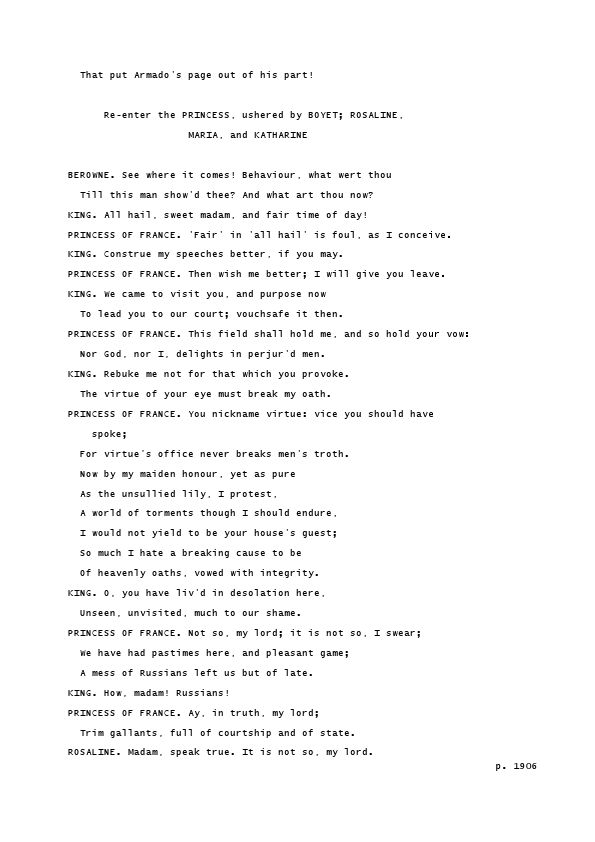 That put Armado's page out of his part!
Re-enter the PRINCESS, ushered by BOYET; ROSALINE,
MARIA, and KATHARINE
BEROWNE. See where it comes! Behaviour, what wert thou
Till this man show'd thee? And what art thou now?
KING. All hail, sweet madam, and fair time of day!
PRINCESS OF FRANCE. 'Fair' in 'all hail' is foul, as I conceive.
KING. Construe my speeches better, if you may.
PRINCESS OF FRANCE. Then wish me better; I will give you leave.
KING. We came to visit you, and purpose now
To lead you to our court; vouchsafe it then.
PRINCESS OF FRANCE. This field shall hold me, and so hold your vow:
Nor God, nor I, delights in perjur'd men.
KING. Rebuke me not for that which you provoke.
The virtue of your eye must break my oath.
PRINCESS OF FRANCE. You nickname virtue: vice you should have
spoke;
For virtue's office never breaks men's troth.
Now by my maiden honour, yet as pure
As the unsullied lily, I protest,
A world of torments though I should endure,
I would not yield to be your house's guest;
So much I hate a breaking cause to be
Of heavenly oaths, vowed with integrity.
KING. O, you have liv'd in desolation here,
Unseen, unvisited, much to our shame.
PRINCESS OF FRANCE. Not so, my lord; it is not so, I swear;
We have had pastimes here, and pleasant game;
A mess of Russians left us but of late.
KING. How, madam! Russians!
PRINCESS OF FRANCE. Ay, in truth, my lord;
Trim gallants, full of courtship and of state.
ROSALINE. Madam, speak true. It is not so, my lord.
p. 1906